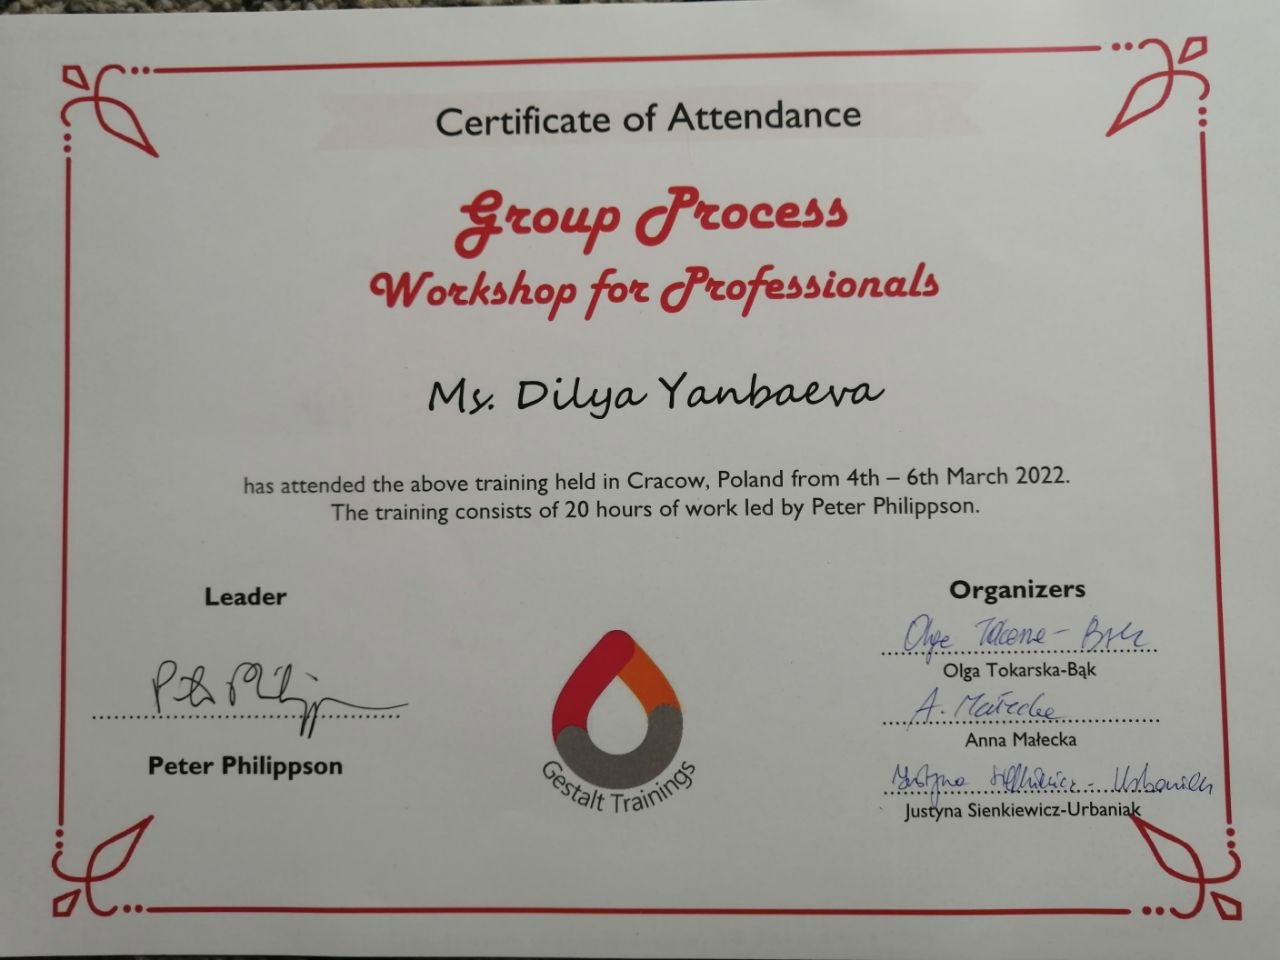 Certificate of Attendance
Group Process
Workshop for Professionals
Ms. Dilya Yanbaeva
has attended the above training held in Cracow, Poland from 4th – 6th March 2022.
The training consists of 20 hours of work led by Peter Philippson.
Leader
Peter Philippson
Gestalt Trainings
Organizers
Olga Tokarska-Bąk
A. Małecka
Anna Małecka
Justyna Sienkiewicz-Urbaniak